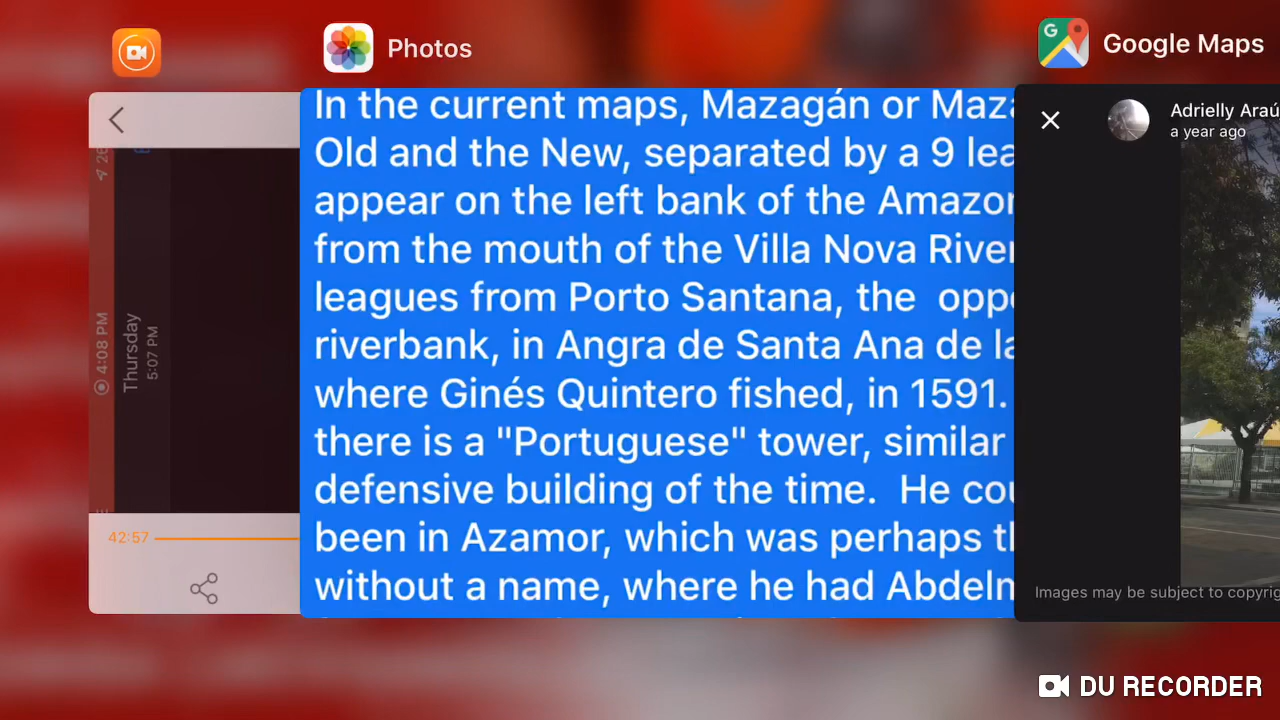 Photos
Google Maps
In the current maps, Mazagán or Maza
Old and the New, separated by a 9 lea
appear on the left bank of the Amazon
from the mouth of the Villa Nova River
leagues from Porto Santana, the oppo
riverbank, in Angra de Santa Ana de la
where Ginés Quintero fished, in 1591.
there is a "Portuguese" tower, similar
defensive building of the time. He cou
been in Azamor, which was perhaps th
without a name, where he had Abdelm
4:08 PM
Thursday
5:07 PM
42:57
Adrielly Araú
a year ago
Images may be subject to copyrig
DU RECORDER